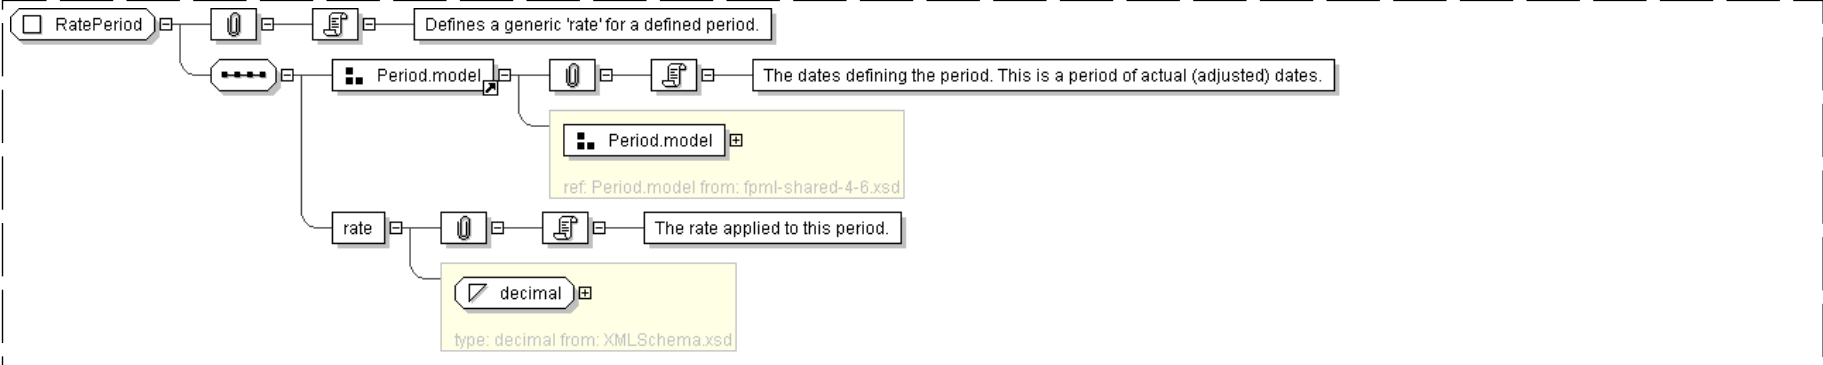 RatePeriod
Defines a generic 'rate' for a defined period.
Period.model
The dates defining the period. This is a period of actual (adjusted) dates.
Period.model
ref: Period.model from: fpml-shared-4-6.xsd
rate
The rate applied to this period.
decimal
type: decimal from: XMLSchema.xsd